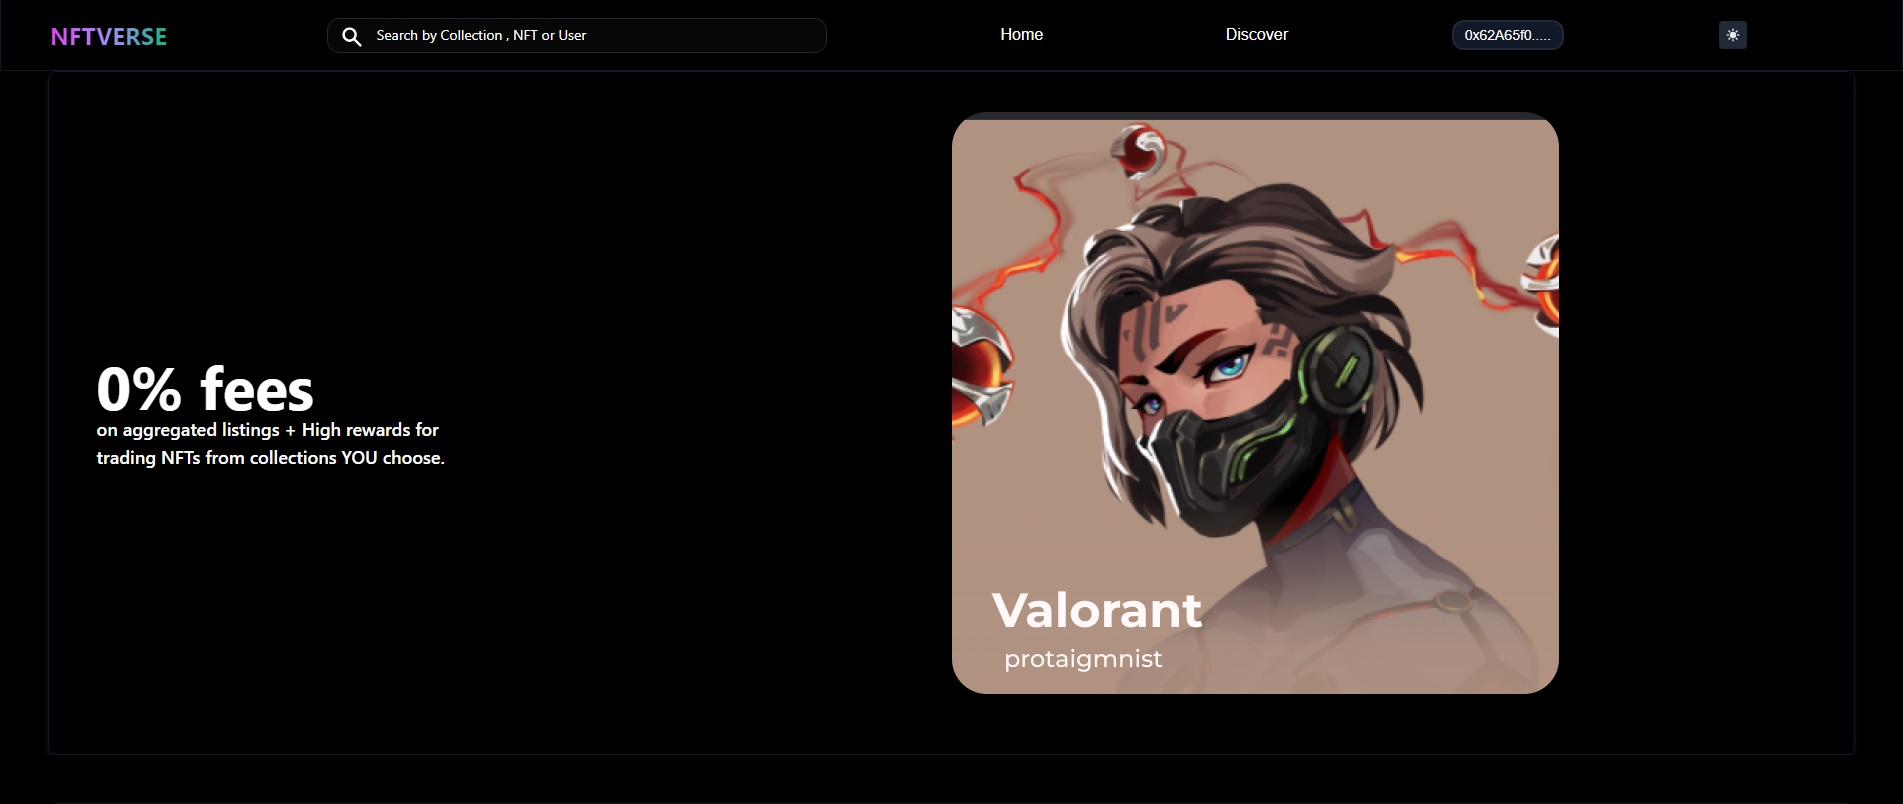 NFTVERSE
Search by Collection , NFT or User
Home
Discover
0x62A65f0.....
0% fees
on aggregated listings + High rewards for
trading NFTs from collections YOU choose.
Valorant
protaigmnist